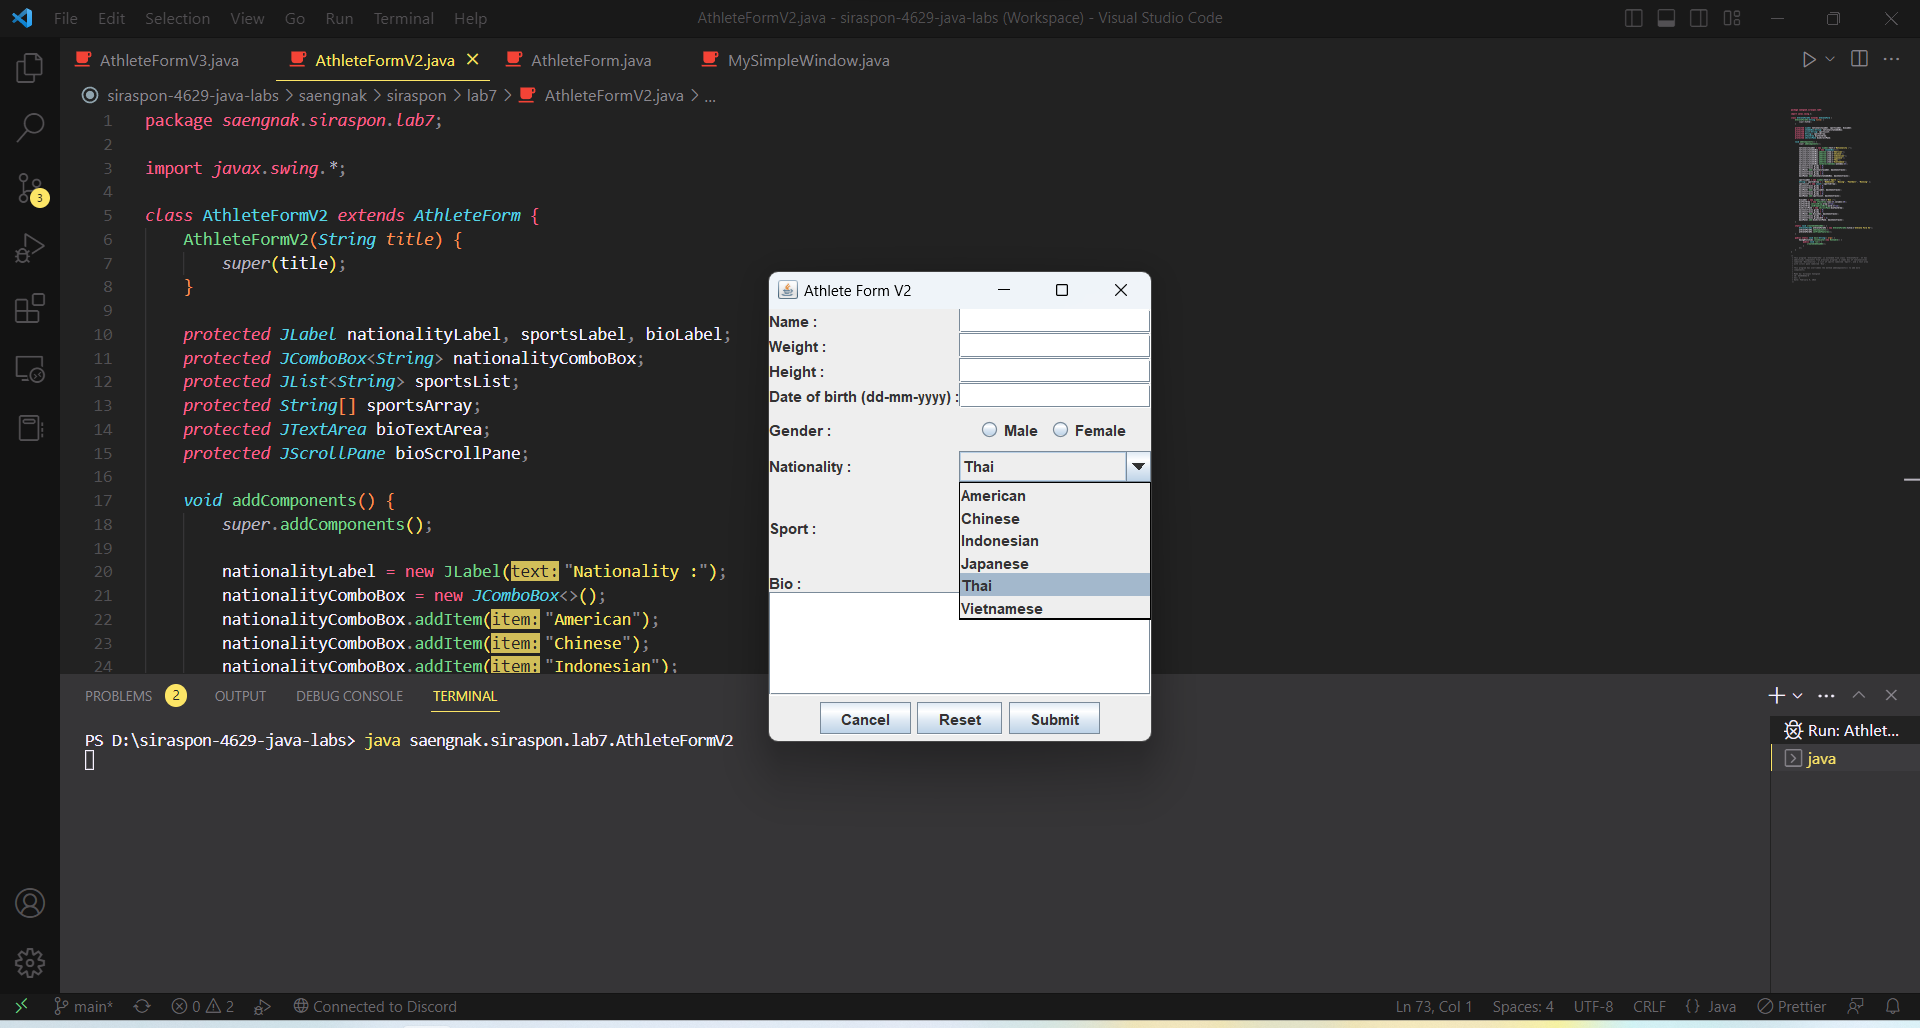 File Edit Selection View Go Run Terminal Help
AthleteFormV2.java - siraspon-4629-java-labs (Workspace) - Visual Studio Code
AthleteFormV3.java AthleteFormV2.java AthleteForm.java MySimpleWindow.java
siraspon-4629-java-labs > saengnak > siraspon > lab7 > AthleteFormV2.java > ...
1 package saengnak.siraspon.lab7;
2
3 import javax.swing.*;
4
5 class AthleteFormV2 extends AthleteForm {
6 AthleteFormV2(String title) {
7 super(title);
8 }
9
10 protected JLabel nationalityLabel, sportsLabel, bioLabel;
11 protected JComboBox<String> nationalityComboBox;
12 protected JList<String> sportsList;
13 protected String[] sportsArray;
14 protected JTextArea bioTextArea;
15 protected JScrollPane bioScrollPane;
16
17 void addComponents() {
18 super.addComponents();
19
20 nationalityLabel = new JLabel(text: "Nationality :");
21 nationalityComboBox = new JComboBox<>();
22 nationalityComboBox.addItem(item: "American");
23 nationalityComboBox.addItem(item: "Chinese");
24 nationalityComboBox.addItem(item: "Indonesian");
Athlete Form V2
Name :
Weight :
Height :
Date of birth (dd-mm-yyyy) :
Gender : Male Female
Nationality : Thai
American
Chinese
Indonesian
Japanese
Thai
Vietnamese
Sport :
Bio :
Cancel Reset Submit
3
PROBLEMS 2 OUTPUT DEBUG CONSOLE TERMINAL
PS D:\siraspon-4629-java-labs> java saengnak.siraspon.lab7.AthleteFormV2
Run: Athlet...
java
main* 0 2 Connected to Discord
Ln 73, Col 1 Spaces: 4 UTF-8 CRLF {} Java Prettier